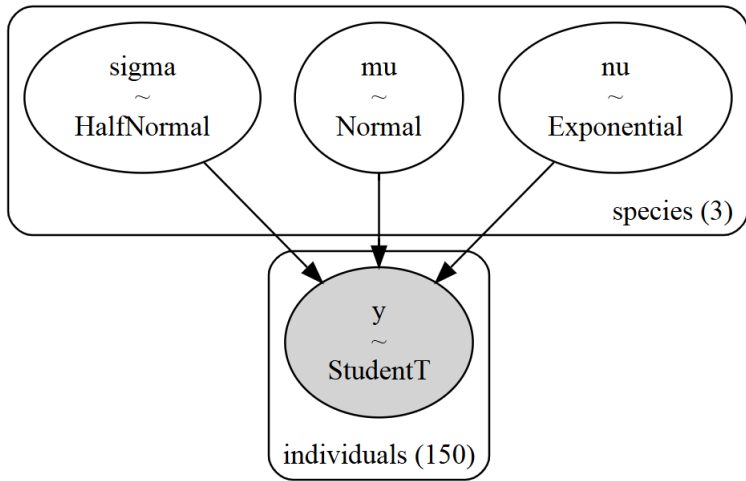 sigma
~
HalfNormal
mu
~
Normal
nu
~
Exponential
species (3)
y
~
StudentT
individuals (150)